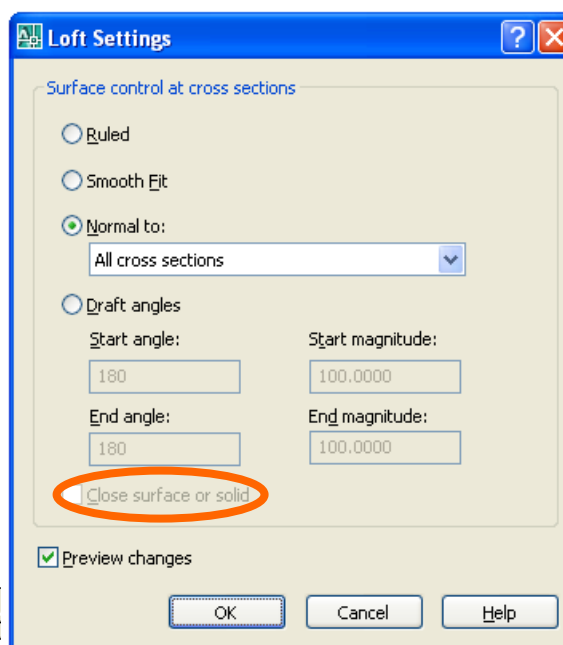 Loft Settings
Surface control at cross sections
Ruled
Smooth Fit
Normal to:
All cross sections
Draft angles
Start angle: Start magnitude:
180 100.0000
End angle: End magnitude:
180 100.0000
Close surface or solid
Preview changes
OK Cancel Help